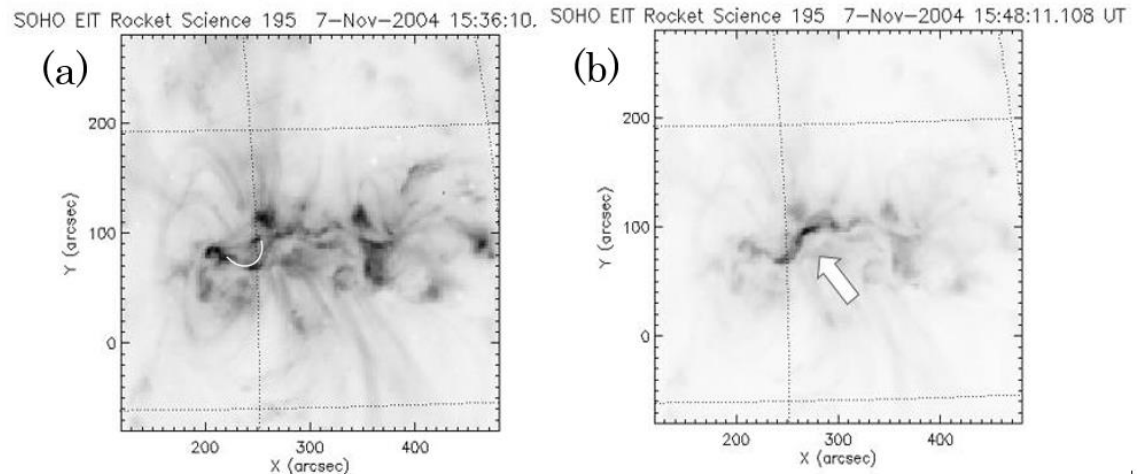 SOHO EIT Rocket Science 195 7-Nov-2004 15:36:10.
(a)
200
100
0
Y (arcsec)
200 300 400
X (arcsec)
SOHO EIT Rocket Science 195 7-Nov-2004 15:48:11.108 UT
(b)
200
100
0
Y (arcsec)
200 300 400
X (arcsec)